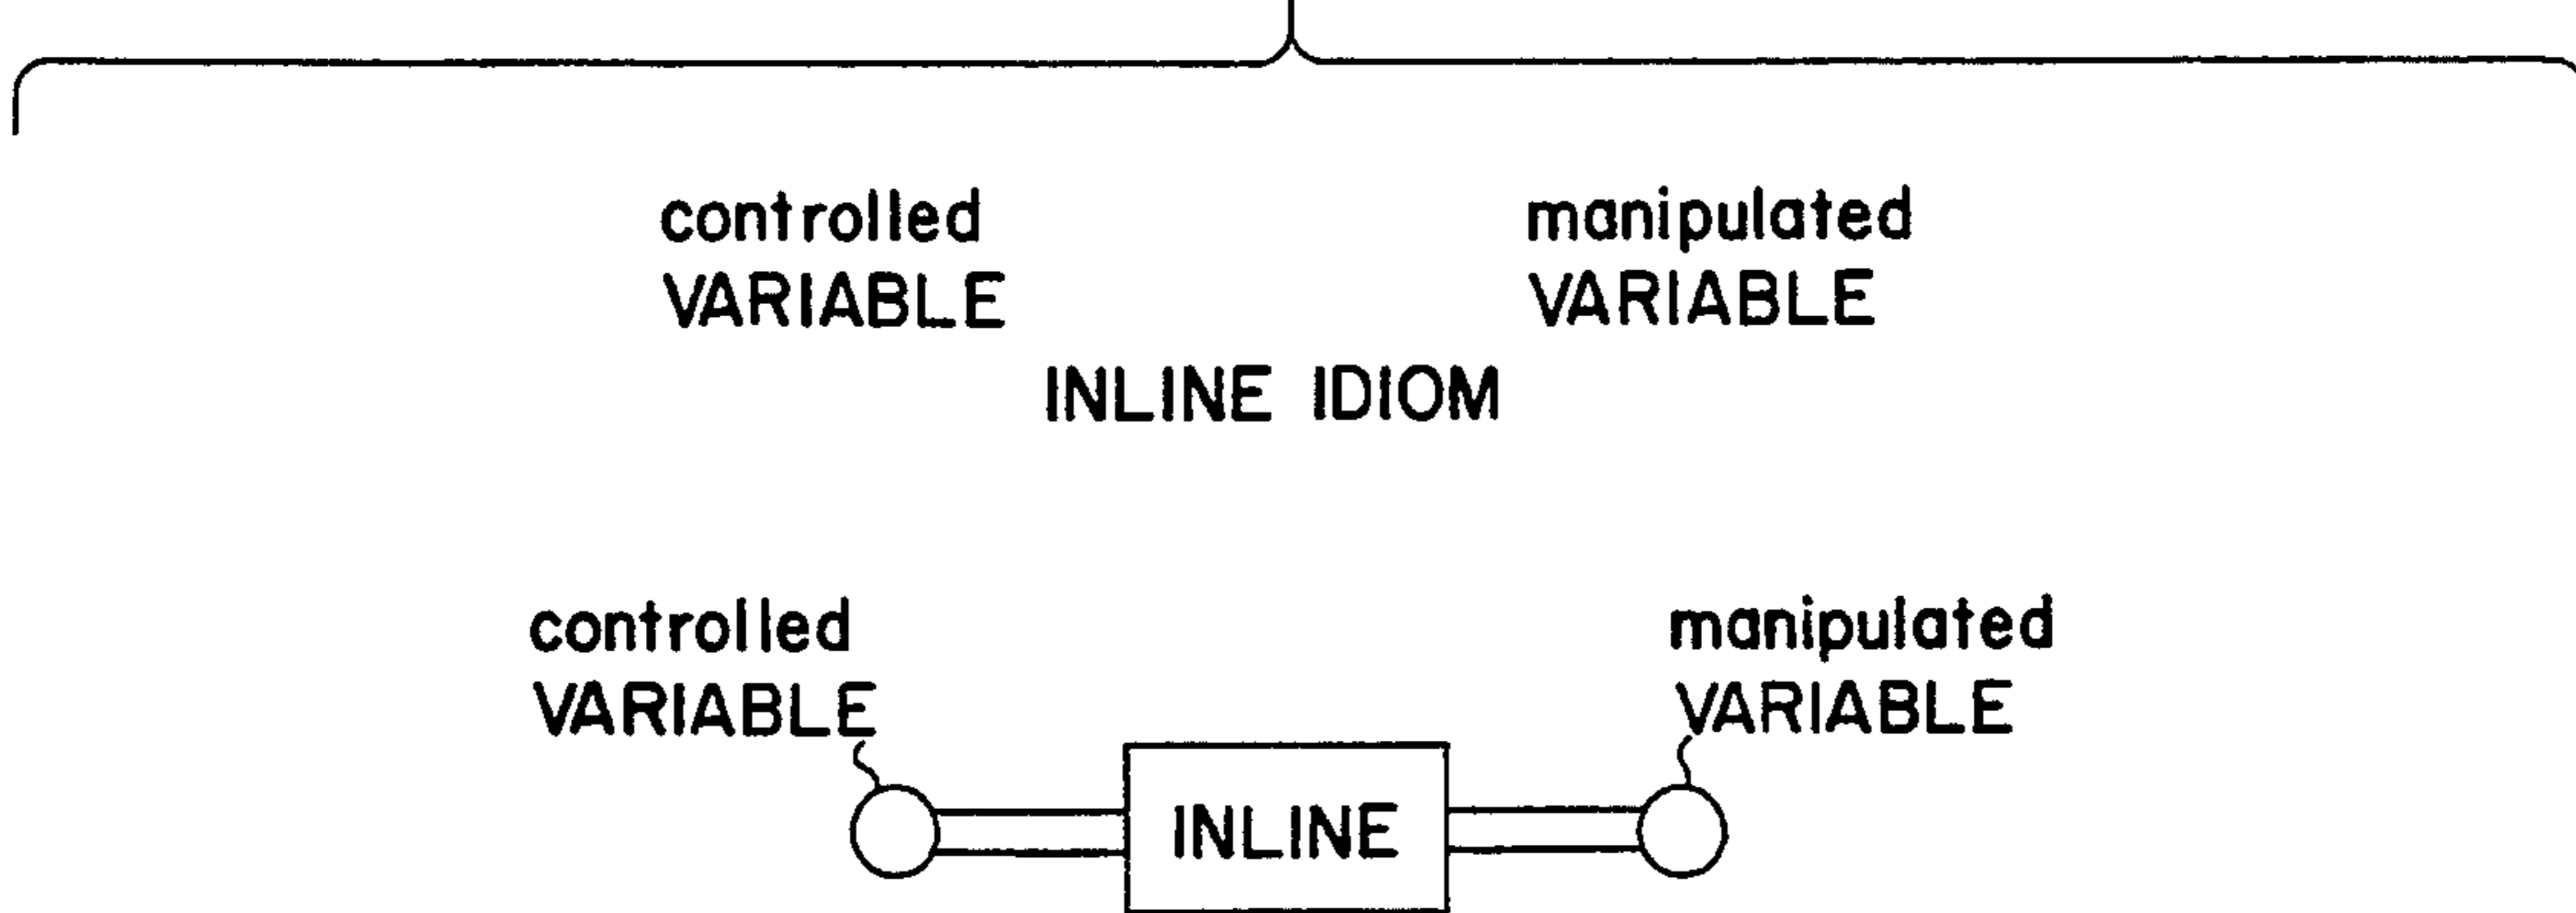 controlled manipulated
VARIABLE VARIABLE
INLINE IDIOM
controlled manipulated
VARIABLE VARIABLE
INLINE